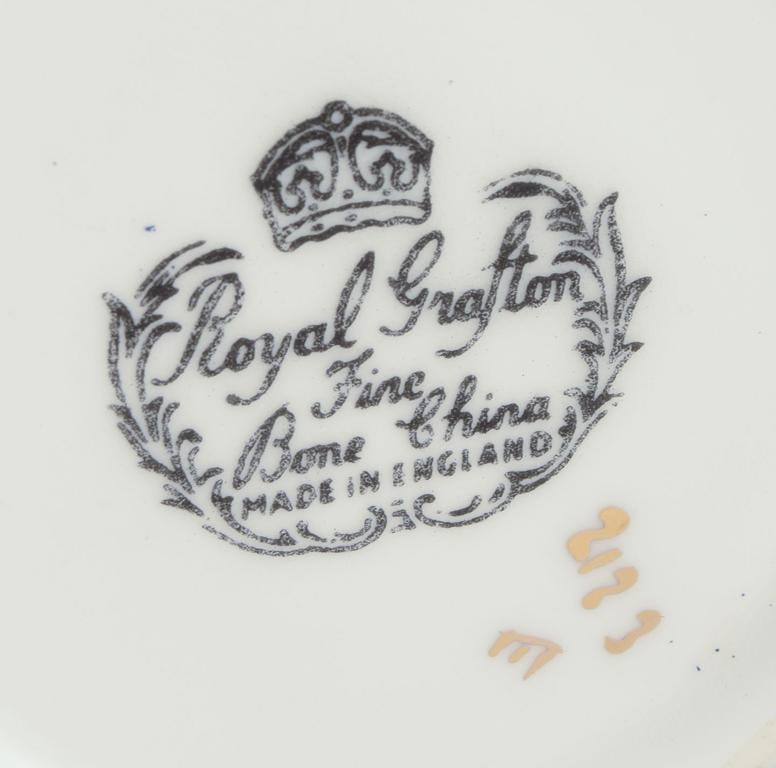 Royal Grafton
Fine
Bone China
MADE IN ENGLAND
E